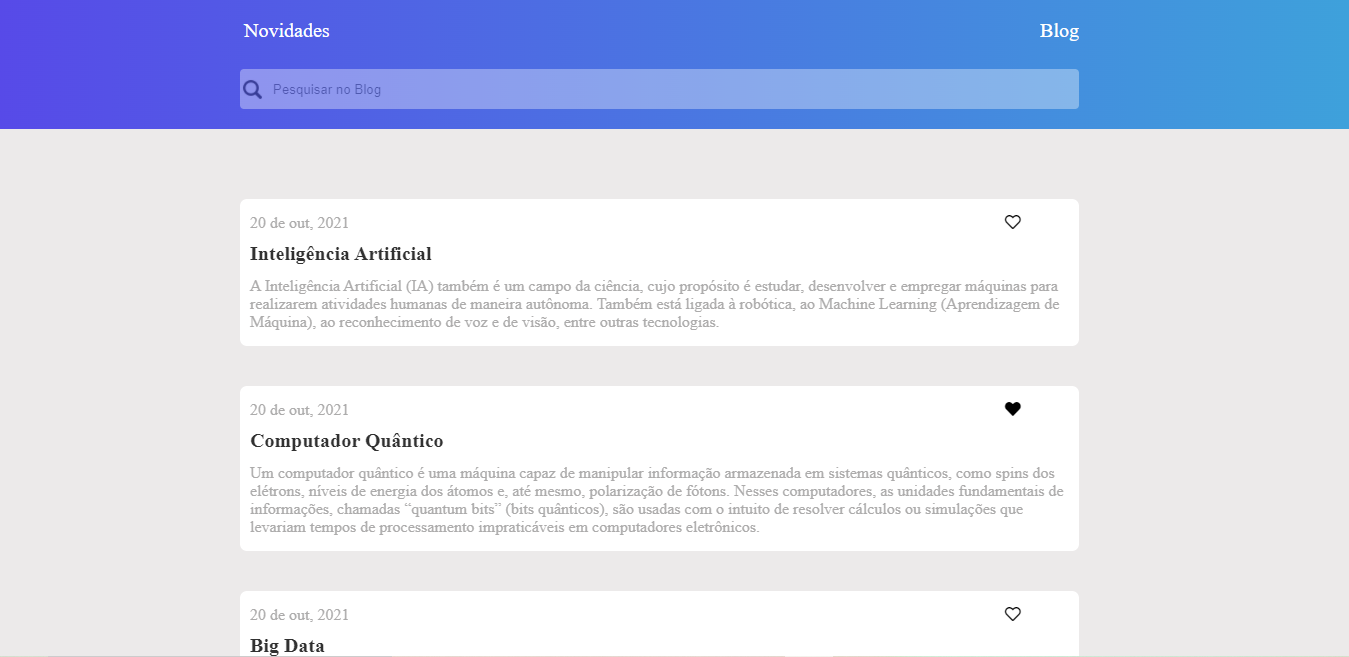 Novidades
Blog
Pesquisar no Blog
20 de out, 2021
Inteligência Artificial
A Inteligência Artificial (IA) também é um campo da ciência, cujo propósito é estudar, desenvolver e empregar máquinas para
realizarem atividades humanas de maneira autônoma. Também está ligada à robótica, ao Machine Learning (Aprendizagem de
Máquina), ao reconhecimento de voz e de visão, entre outras tecnologias.
20 de out, 2021
Computador Quântico
Um computador quântico é uma máquina capaz de manipular informação armazenada em sistemas quânticos, como spins dos
elétrons, níveis de energia dos átomos e, até mesmo, polarização de fótons. Nesses computadores, as unidades fundamentais de
informações, chamadas “quantum bits” (bits quânticos), são usadas com o intuito de resolver cálculos ou simulações que
levariam tempos de processamento impraticáveis em computadores eletrônicos.
20 de out, 2021
Big Data